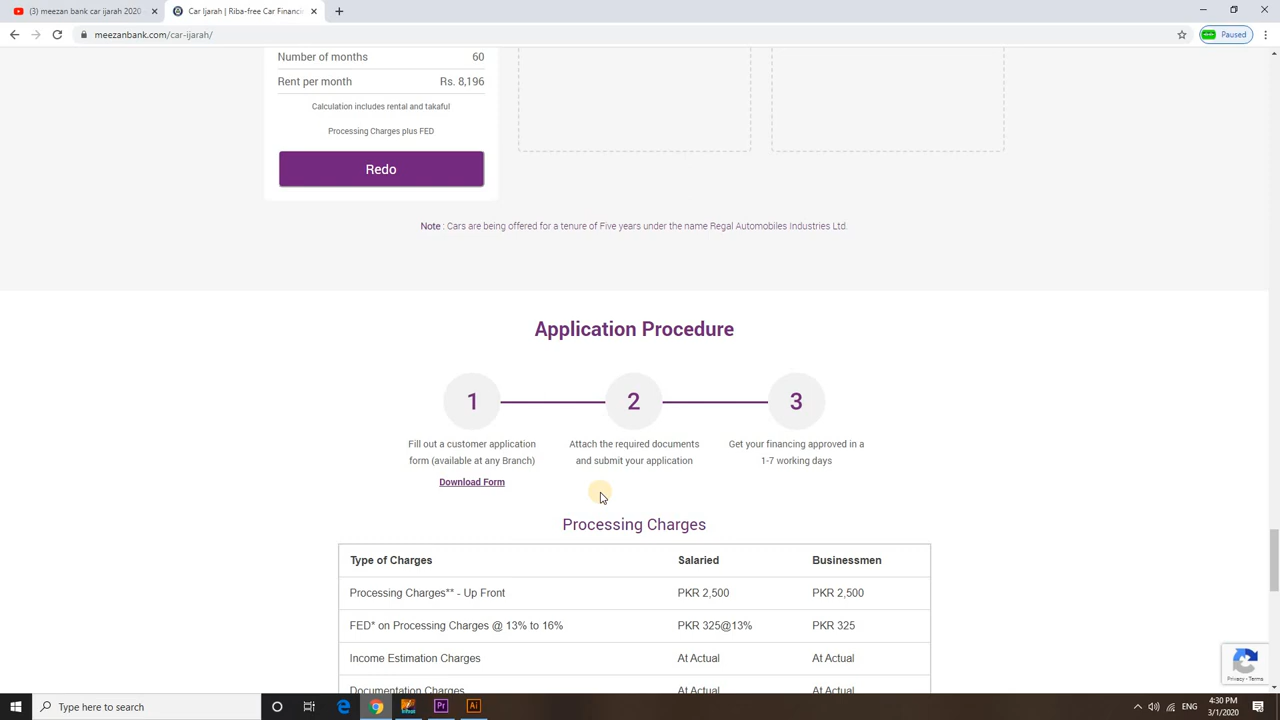 (3) meezan bank car ijarah 2020
Car Ijarah | Riba-free Car Financi
meezanbank.com/car-ijarah/
Paused
Number of months 60
Rent per month Rs. 8,196
Calculation includes rental and takaful
Processing Charges plus FED
Redo
Note : Cars are being offered for a tenure of Five years under the name Regal Automobiles Industries Ltd.
Application Procedure
1 2 3
Fill out a customer application Attach the required documents Get your financing approved in a
form (available at any Branch) and submit your application 1-7 working days
Download Form
Processing Charges
Type of Charges Salaried Businessmen
Processing Charges** - Up Front PKR 2,500 PKR 2,500
FED* on Processing Charges @ 13% to 16% PKR 325@13% PKR 325
Income Estimation Charges At Actual At Actual
Documentation Charges At Actual At Actual
Privacy - Terms
Type here to search
Pr
Ai
ENG
4:30 PM
3/1/2020